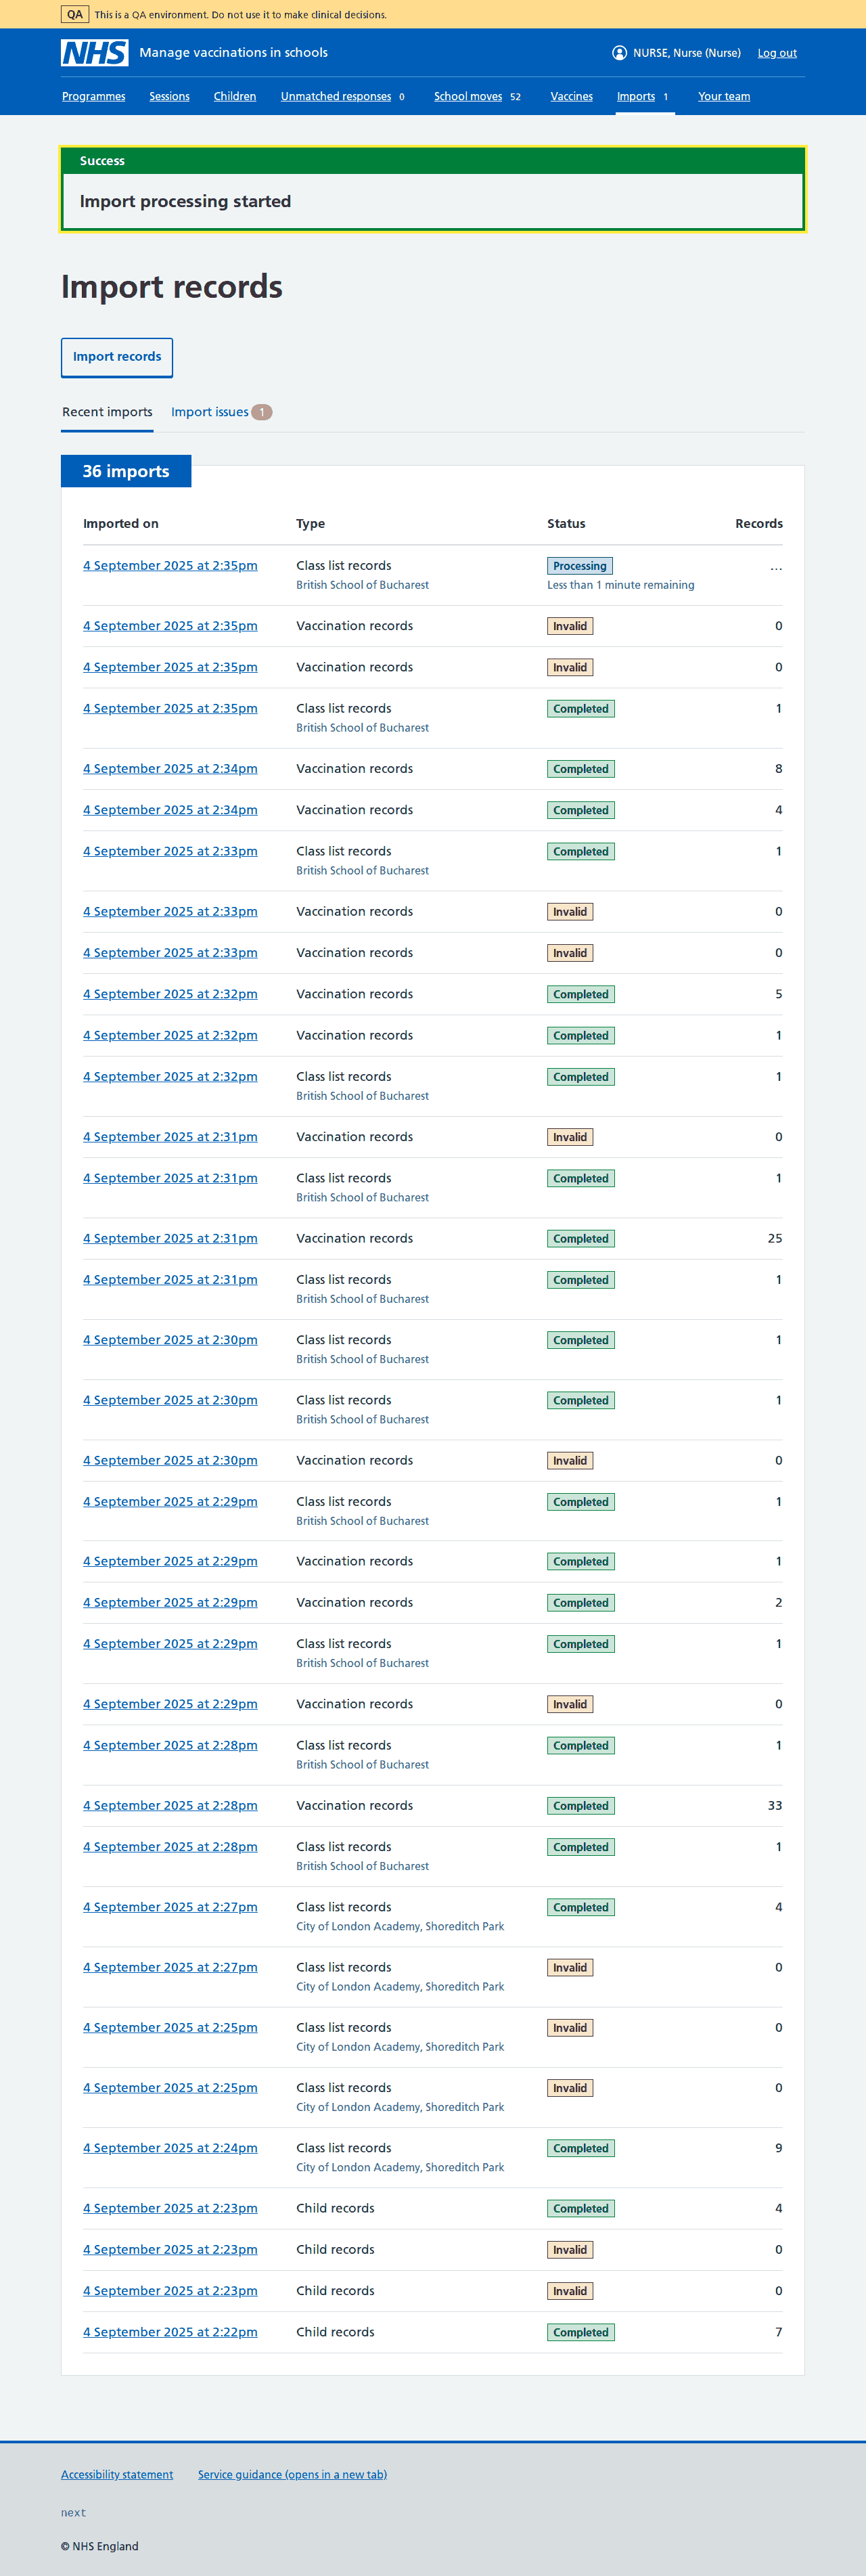 QA This is a QA environment. Do not use it to make clinical decisions.
NHS Manage vaccinations in schools NURSE, Nurse (Nurse) Log out
Programmes Sessions Children Unmatched responses 0 School moves 52 Vaccines Imports 1 Your team
Success
Import processing started
Import records
Import records
Recent imports Import issues 1
36 imports
Imported on Type Status Records
4 September 2025 at 2:35pm Class list records Processing ...
British School of Bucharest Less than 1 minute remaining
4 September 2025 at 2:35pm Vaccination records Invalid 0
4 September 2025 at 2:35pm Vaccination records Invalid 0
4 September 2025 at 2:35pm Class list records Completed 1
British School of Bucharest
4 September 2025 at 2:34pm Vaccination records Completed 8
4 September 2025 at 2:34pm Vaccination records Completed 4
4 September 2025 at 2:33pm Class list records Completed 1
British School of Bucharest
4 September 2025 at 2:33pm Vaccination records Invalid 0
4 September 2025 at 2:33pm Vaccination records Invalid 0
4 September 2025 at 2:32pm Vaccination records Completed 5
4 September 2025 at 2:32pm Vaccination records Completed 1
4 September 2025 at 2:32pm Class list records Completed 1
British School of Bucharest
4 September 2025 at 2:31pm Vaccination records Invalid 0
4 September 2025 at 2:31pm Class list records Completed 1
British School of Bucharest
4 September 2025 at 2:31pm Vaccination records Completed 25
4 September 2025 at 2:31pm Class list records Completed 1
British School of Bucharest
4 September 2025 at 2:30pm Class list records Completed 1
British School of Bucharest
4 September 2025 at 2:30pm Class list records Completed 1
British School of Bucharest
4 September 2025 at 2:30pm Vaccination records Invalid 0
4 September 2025 at 2:29pm Class list records Completed 1
British School of Bucharest
4 September 2025 at 2:29pm Vaccination records Completed 1
4 September 2025 at 2:29pm Vaccination records Completed 2
4 September 2025 at 2:29pm Class list records Completed 1
British School of Bucharest
4 September 2025 at 2:29pm Vaccination records Invalid 0
4 September 2025 at 2:28pm Class list records Completed 1
British School of Bucharest
4 September 2025 at 2:28pm Vaccination records Completed 33
4 September 2025 at 2:28pm Class list records Completed 1
British School of Bucharest
4 September 2025 at 2:27pm Class list records Completed 4
City of London Academy, Shoreditch Park
4 September 2025 at 2:27pm Class list records Invalid 0
City of London Academy, Shoreditch Park
4 September 2025 at 2:25pm Class list records Invalid 0
City of London Academy, Shoreditch Park
4 September 2025 at 2:25pm Class list records Invalid 0
City of London Academy, Shoreditch Park
4 September 2025 at 2:24pm Class list records Completed 9
City of London Academy, Shoreditch Park
4 September 2025 at 2:23pm Child records Completed 4
4 September 2025 at 2:23pm Child records Invalid 0
4 September 2025 at 2:23pm Child records Invalid 0
4 September 2025 at 2:22pm Child records Completed 7
Accessibility statement Service guidance (opens in a new tab)
next
© NHS England